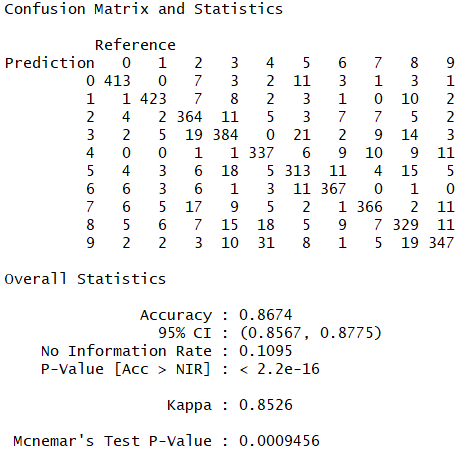 Confusion Matrix and Statistics
Reference
Prediction 0 1 2 3 4 5 6 7 8 9
0 413 0 7 3 2 11 3 1 3 1
1 1 423 7 8 2 3 1 0 10 2
2 4 2 364 11 5 3 7 7 5 2
3 2 5 19 384 0 21 2 9 14 3
4 0 0 1 1 337 6 9 10 9 11
5 4 3 6 18 5 313 11 4 15 5
6 6 3 6 1 3 11 367 0 1 0
7 6 5 17 9 5 2 1 366 2 11
8 5 6 7 15 18 5 9 7 329 11
9 2 2 3 10 31 8 1 5 19 347
Overall Statistics
Accuracy : 0.8674
95% CI : (0.8567, 0.8775)
No Information Rate : 0.1095
P-Value [Acc > NIR] : < 2.2e-16
Kappa : 0.8526
Mcnemar's Test P-Value : 0.0009456